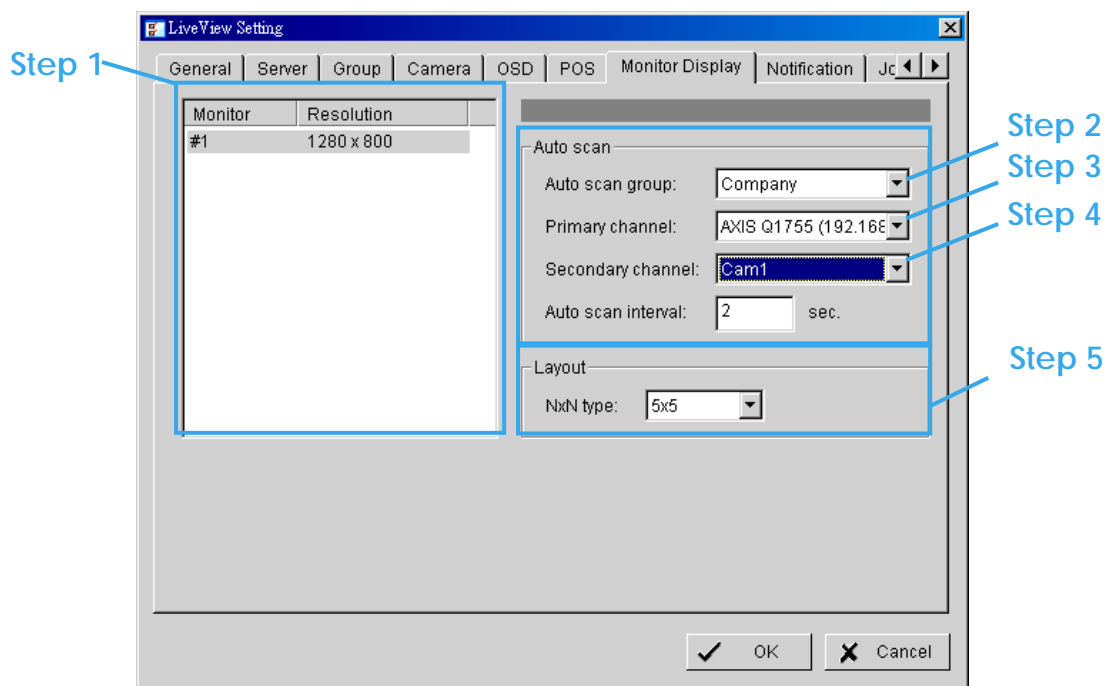 LiveView Setting
Step 1
General Server Group Camera OSD POS Monitor Display Notification
Monitor Resolution
#1 1280 x 800
Auto scan
Step 2
Auto scan group: Company
Step 3
Primary channel: AXIS Q1755 (192.168
Step 4
Secondary channel: Cam1
Auto scan interval: 2 sec.
Layout
Step 5
NxN type: 5x5
OK Cancel